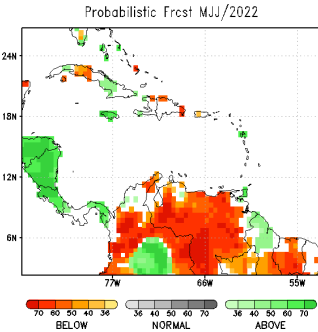 Probabilistic Frcst MJJ/2022
24N
18N
12N
6N
77W 66W 55W
70 60 50 40 36 36 40 50 60 70 36 40 50 60 70
BELOW NORMAL ABOVE